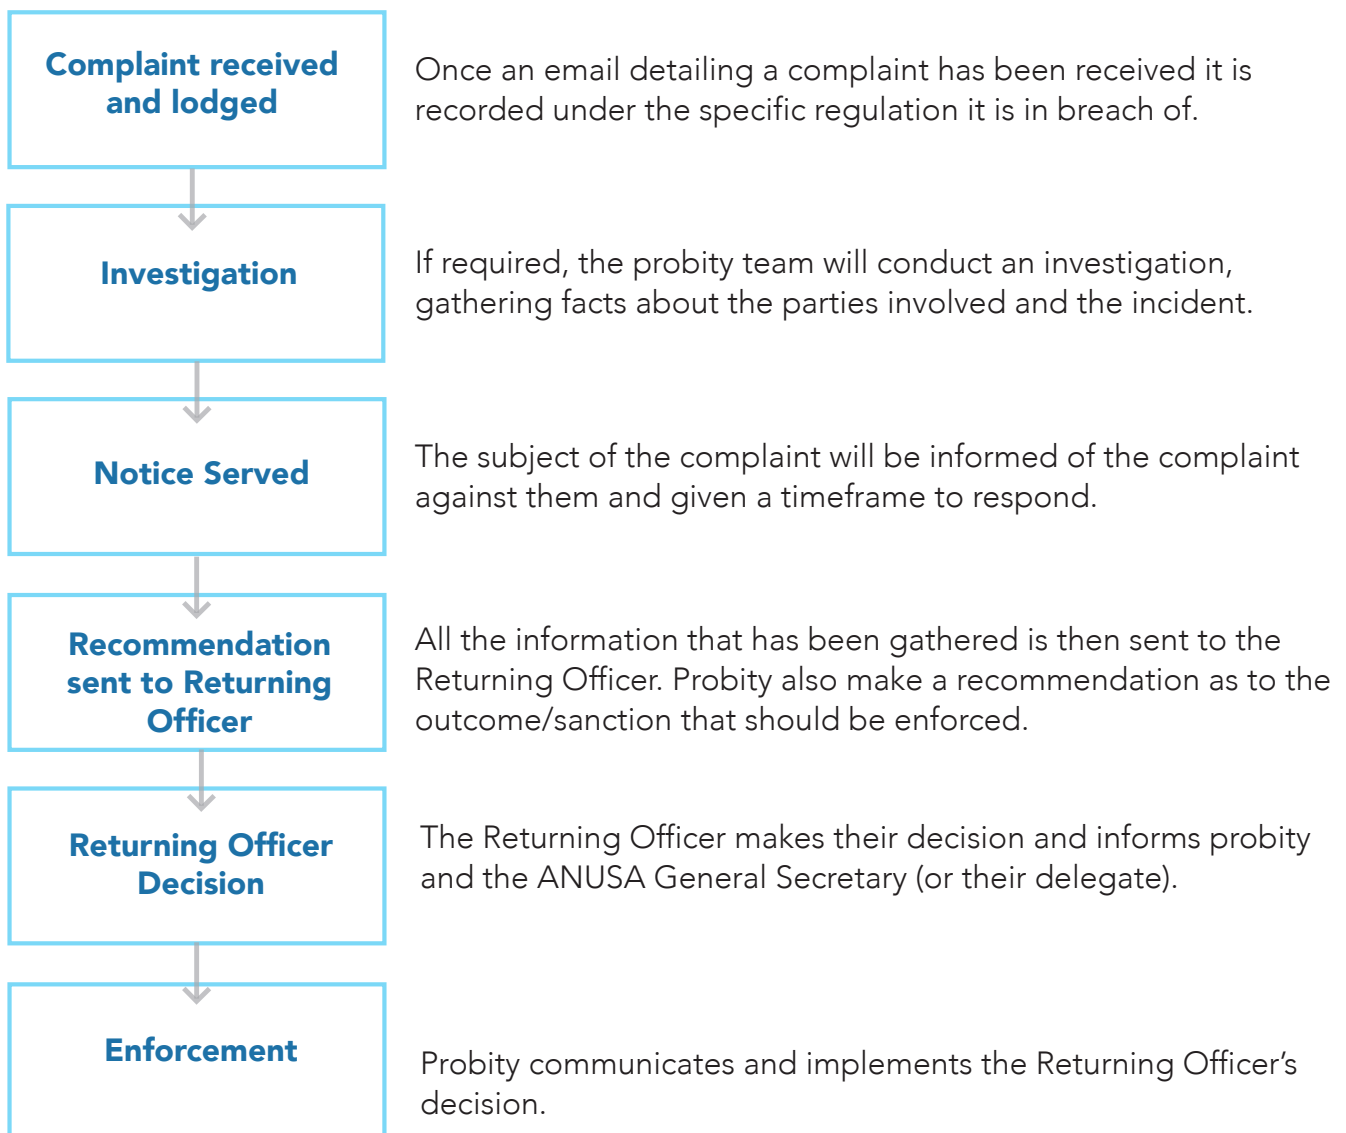 Complaint received
and lodged
Once an email detailing a complaint has been received it is
recorded under the specific regulation it is in breach of.
Investigation
If required, the probity team will conduct an investigation,
gathering facts about the parties involved and the incident.
Notice Served
The subject of the complaint will be informed of the complaint
against them and given a timeframe to respond.
Recommendation
sent to Returning
Officer
All the information that has been gathered is then sent to the
Returning Officer. Probity also make a recommendation as to the
outcome/sanction that should be enforced.
Returning Officer
Decision
The Returning Officer makes their decision and informs probity
and the ANUSA General Secretary (or their delegate).
Enforcement
Probity communicates and implements the Returning Officer’s
decision.